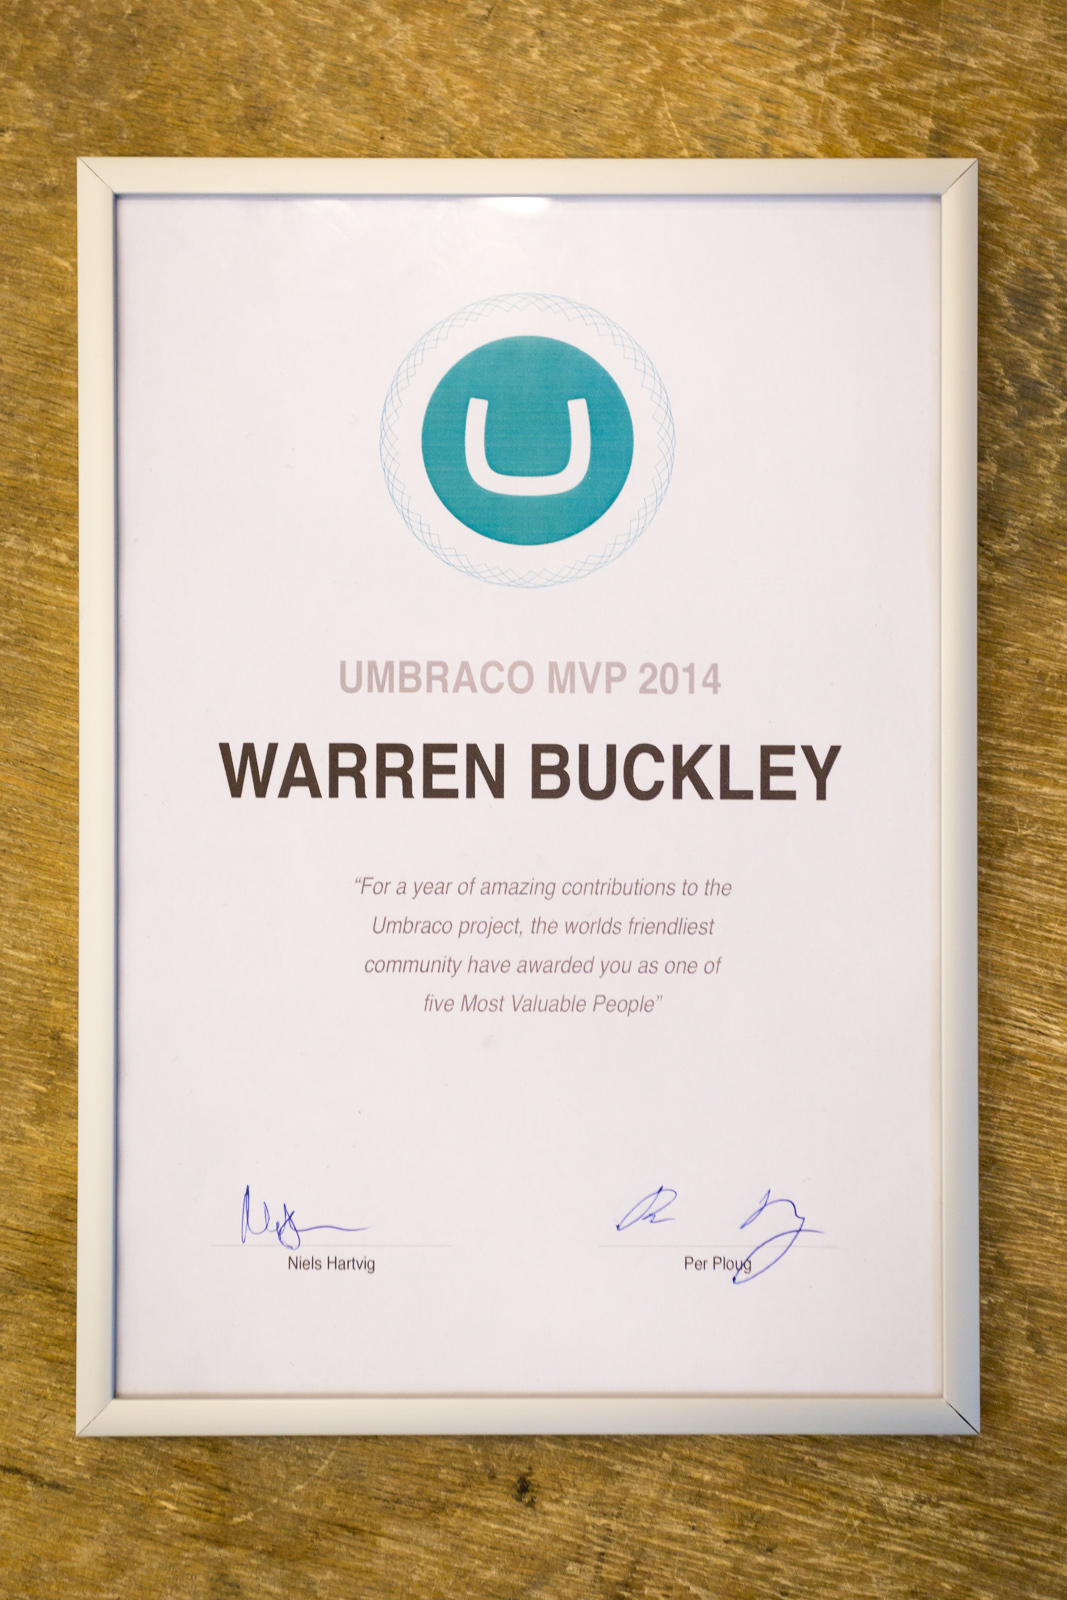 U
UMBRACO MVP 2014
WARREN BUCKLEY
“For a year of amazing contributions to the
Umbraco project, the worlds friendliest
community have awarded you as one of
five Most Valuable People”
Niels Hartvig
Per Ploug